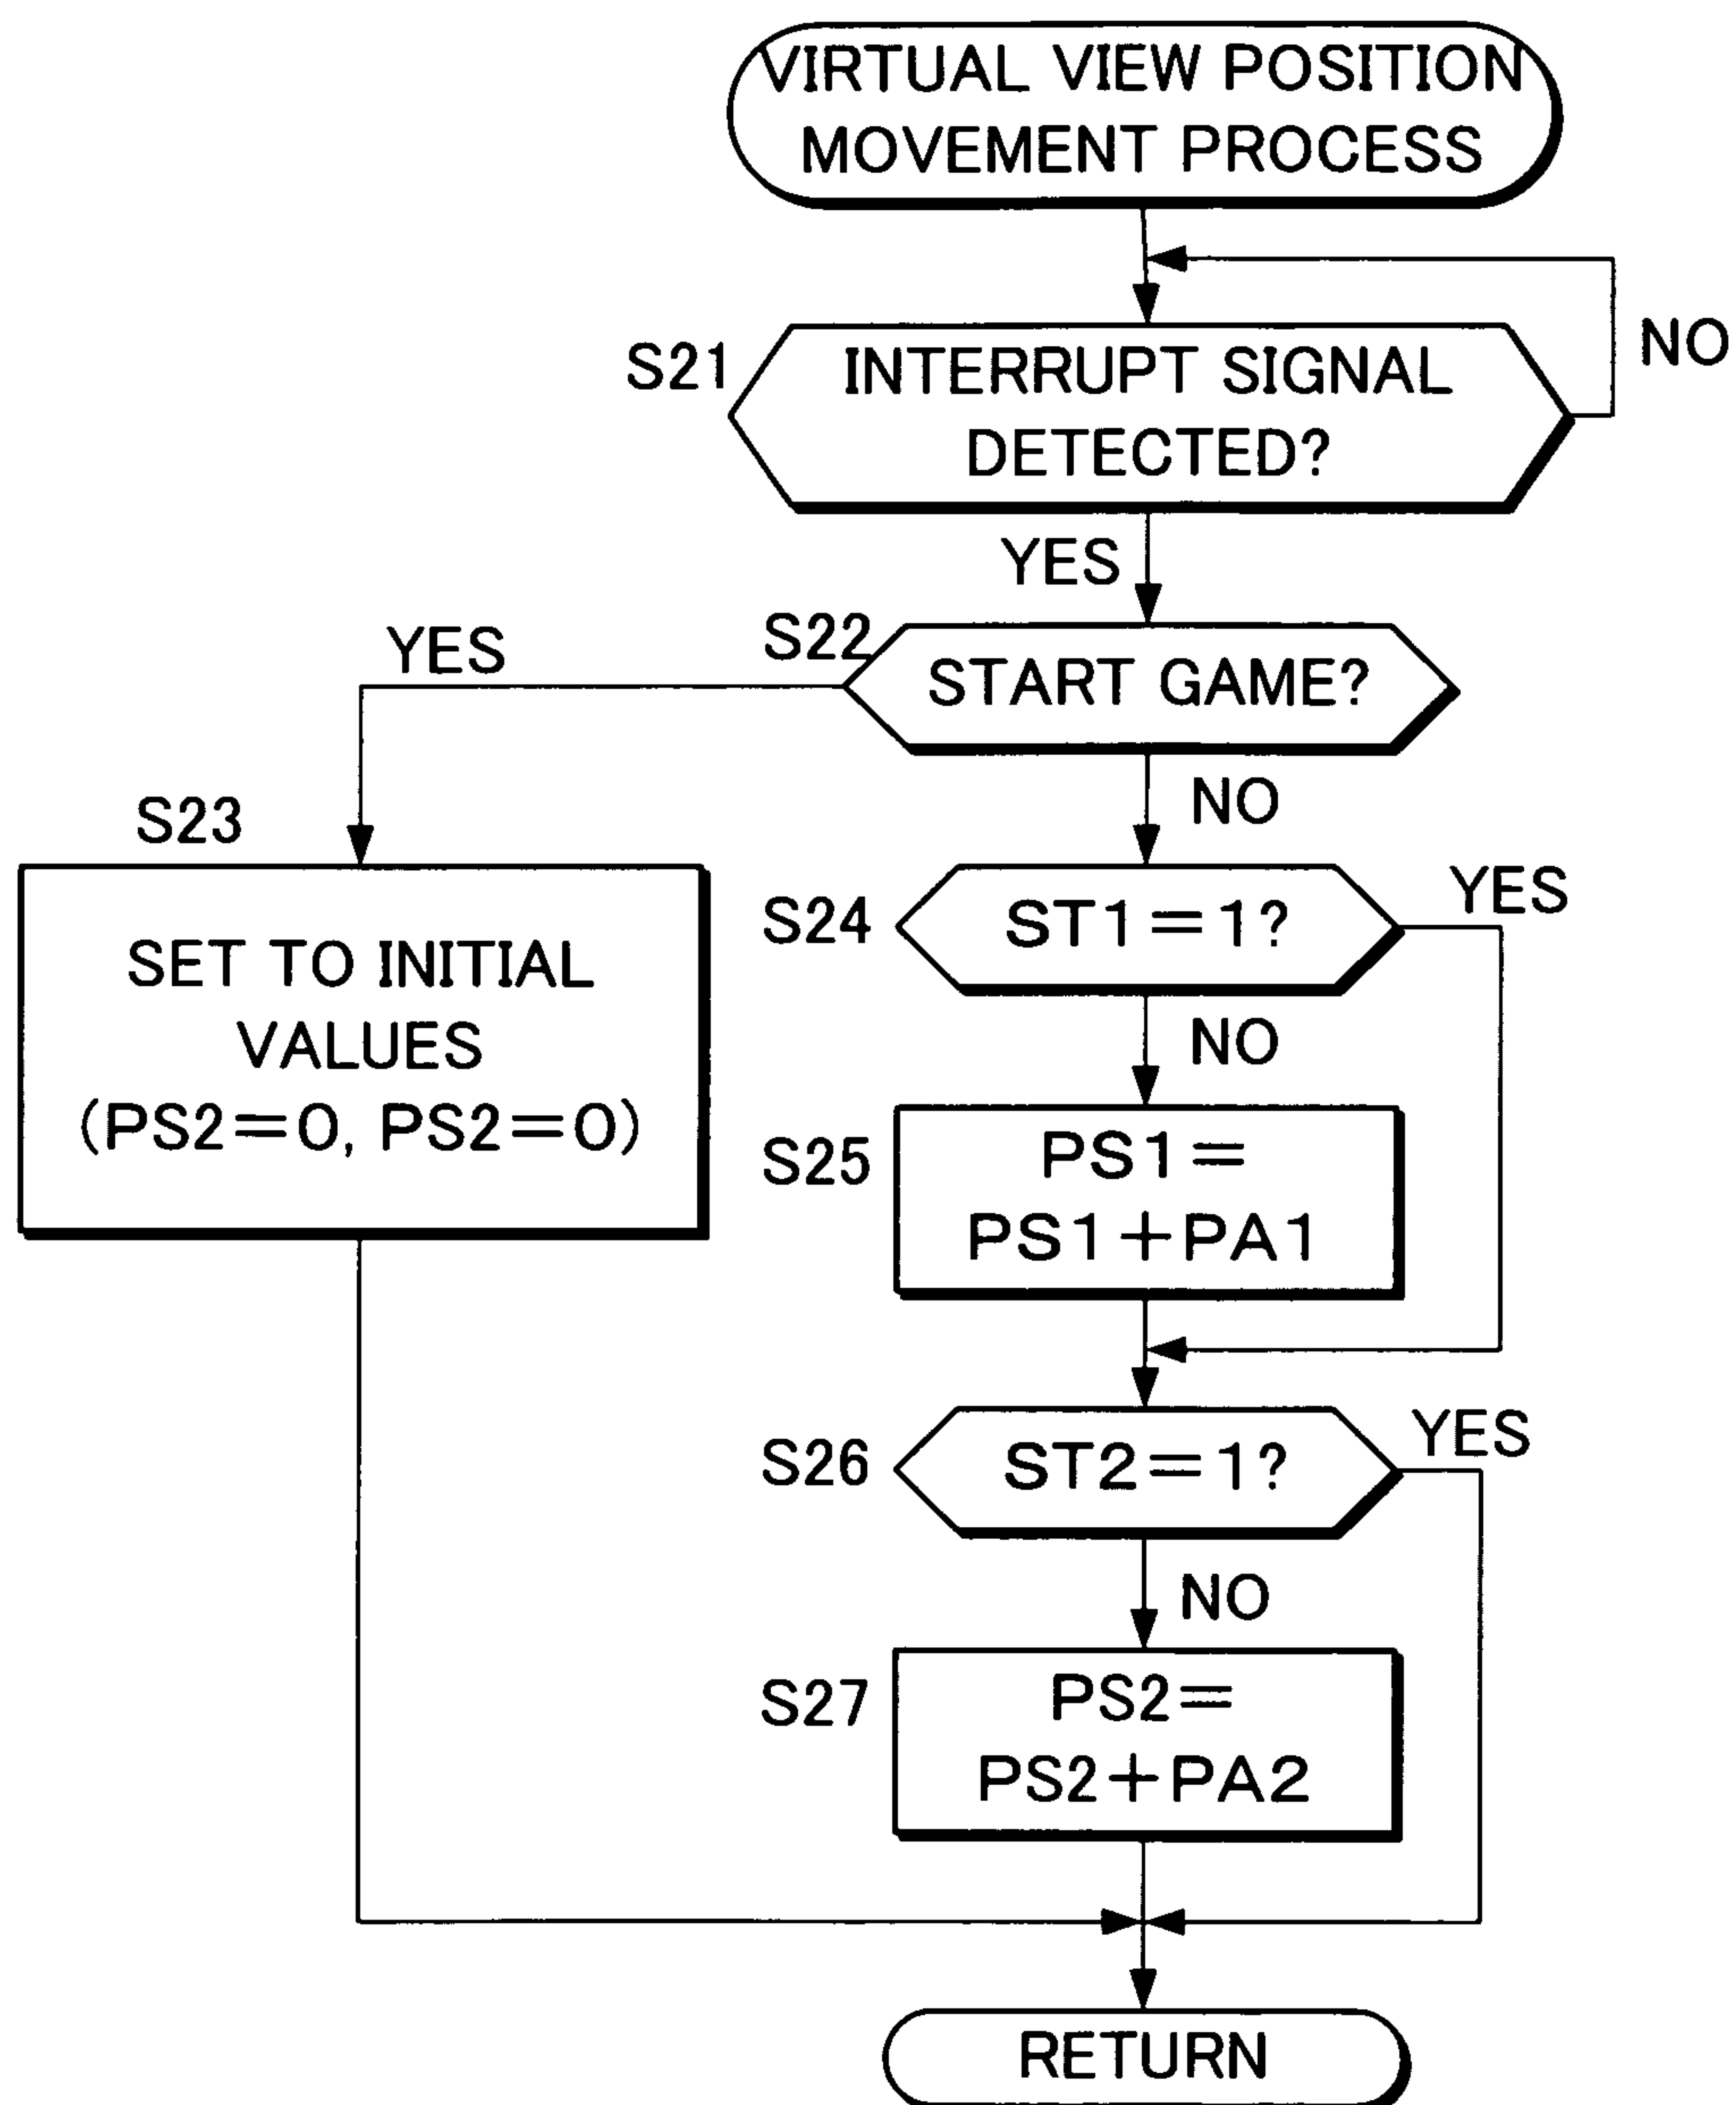 VIRTUAL VIEW POSITION
MOVEMENT PROCESS
NO
S21
INTERRUPT SIGNAL
DETECTED?
YES
S22
YES
START GAME?
NO
S23
SET TO INITIAL
VALUES
(PS2=0, PS2=0)
S24
ST1=1?
YES
NO
S25
PS1=
PS1+PA1
S26
ST2=1?
YES
NO
S27
PS2=
PS2+PA2
RETURN